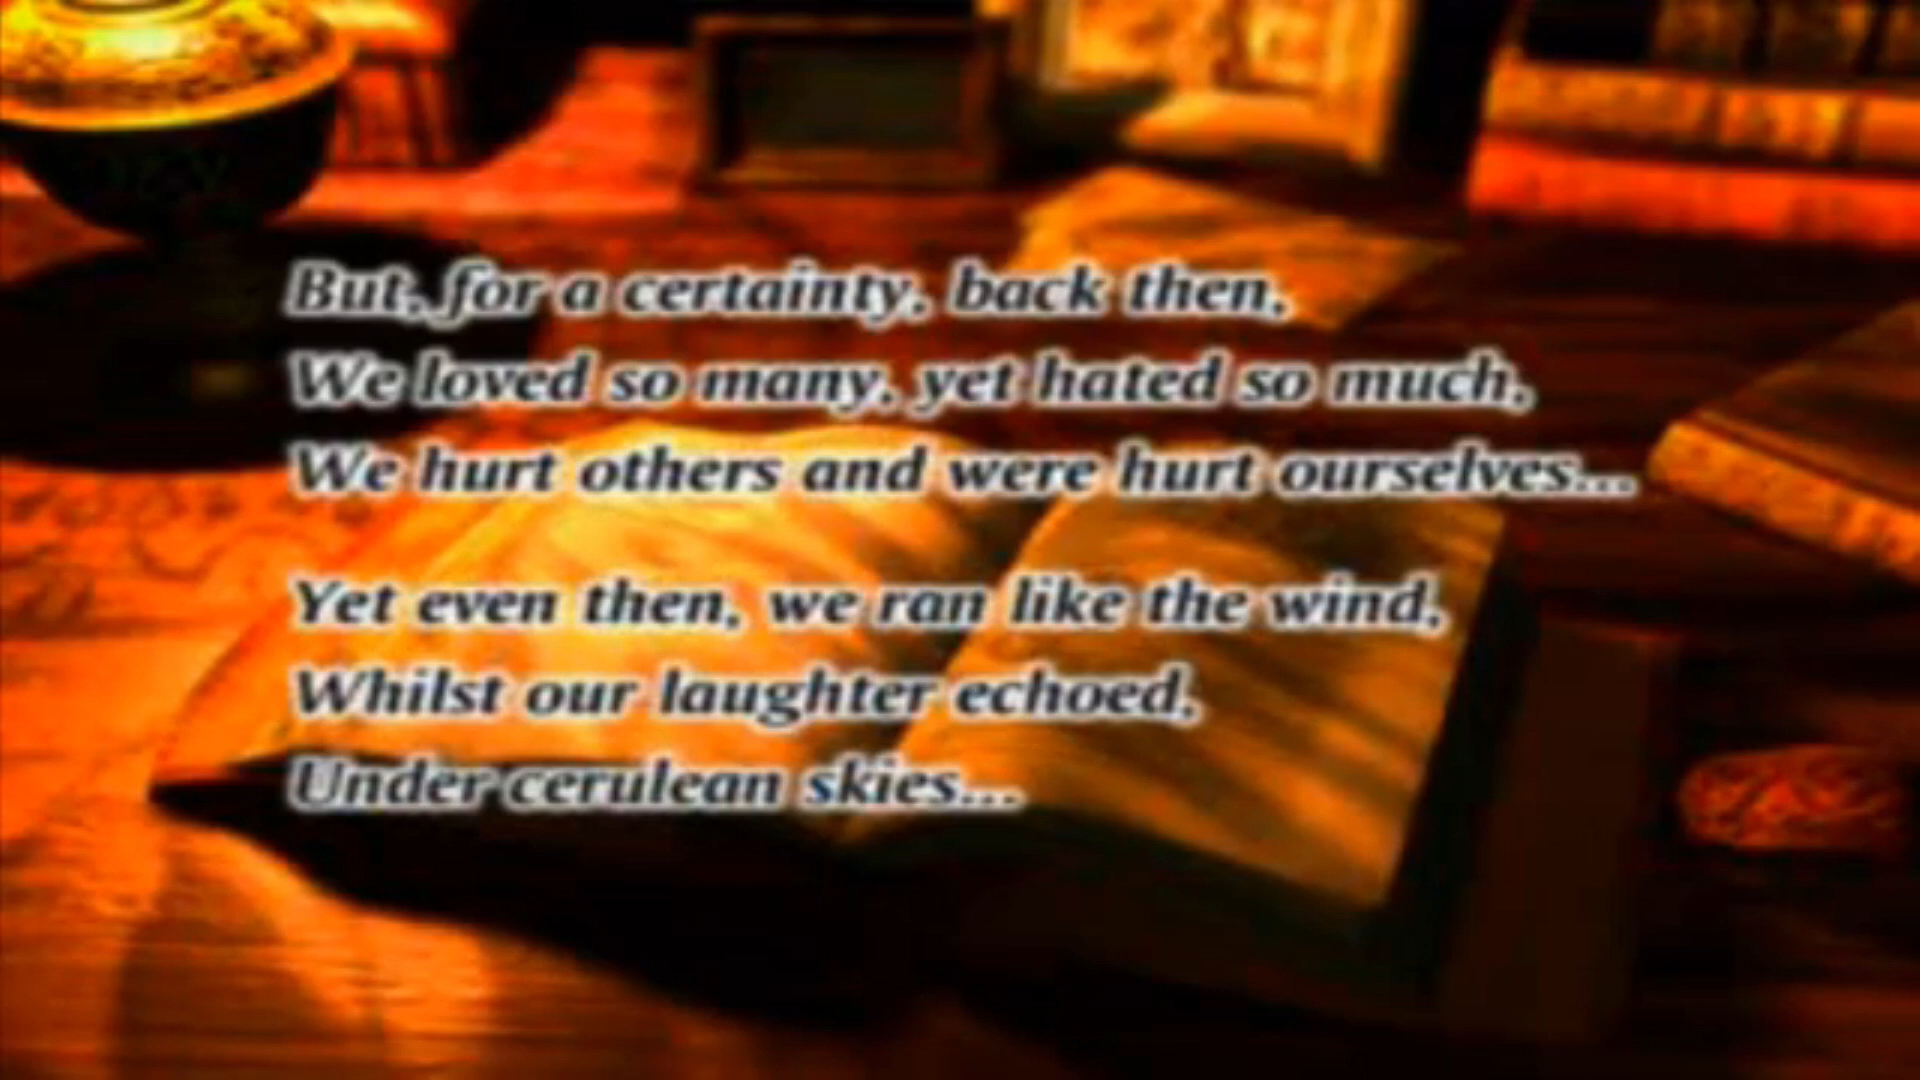 But, for a certainty, back then,
We loved so many, yet hated so much,
We hurt others and were hurt ourselves...
Yet even then, we ran like the wind,
Whilst our laughter echoed,
Under cerulean skies...